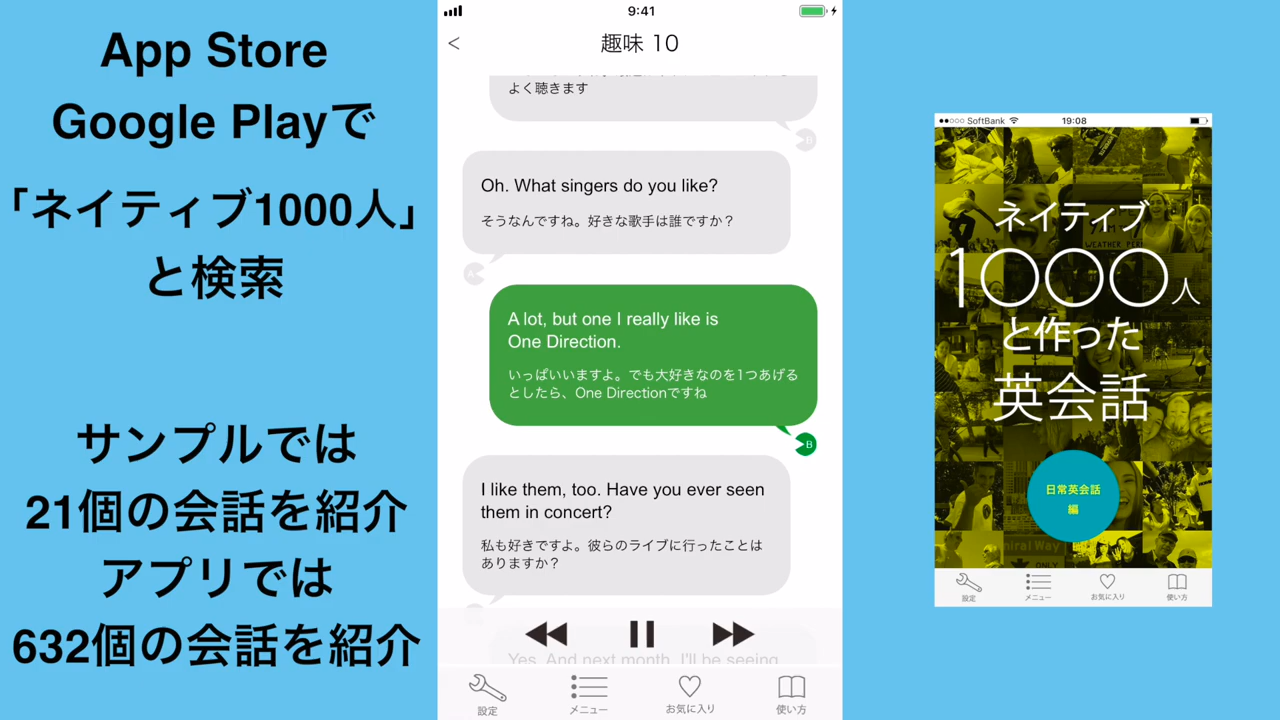 App Store
Google Playで
「ネイティブ1000人」
と検索
サンプルでは
21個の会話を紹介
アプリでは
632個の会話を紹介
9:41
<
趣味 10
よく聴きます
B
Oh. What singers do you like?
そうなんですね。好きな歌手は誰ですか？
A
A lot, but one I really like is
One Direction.
いっぱいいますよ。でも大好きなのを1つあげる
としたら、One Directionですね
B
I like them, too. Have you ever seen
them in concert?
私も好きですよ。彼らのライブに行ったことは
ありますか？
Yes. And next month, I'll be seeing
設定
メニュー
お気に入り
使い方
SoftBank
19:08
ネイティブ
1000人
と作った
英会話
日常英会話
編
設定
メニュー
お気に入り
使い方